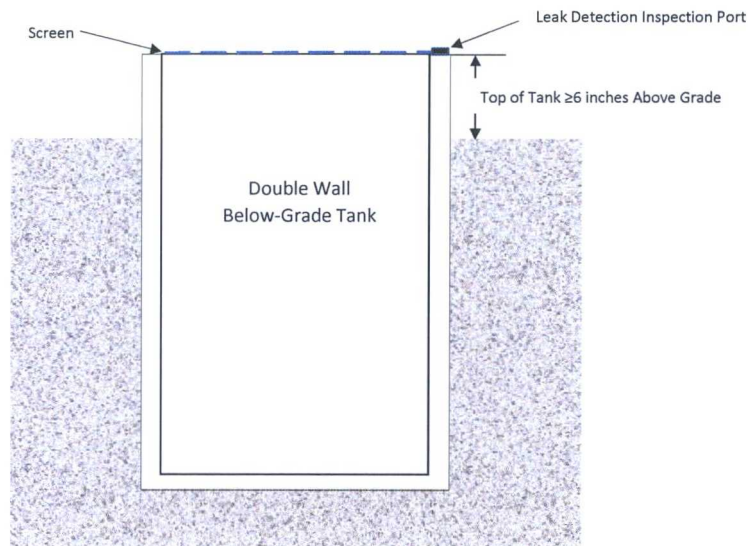 Leak Detection Inspection Port
Screen
Top of Tank ≥6 inches Above Grade
Double Wall
Below-Grade Tank